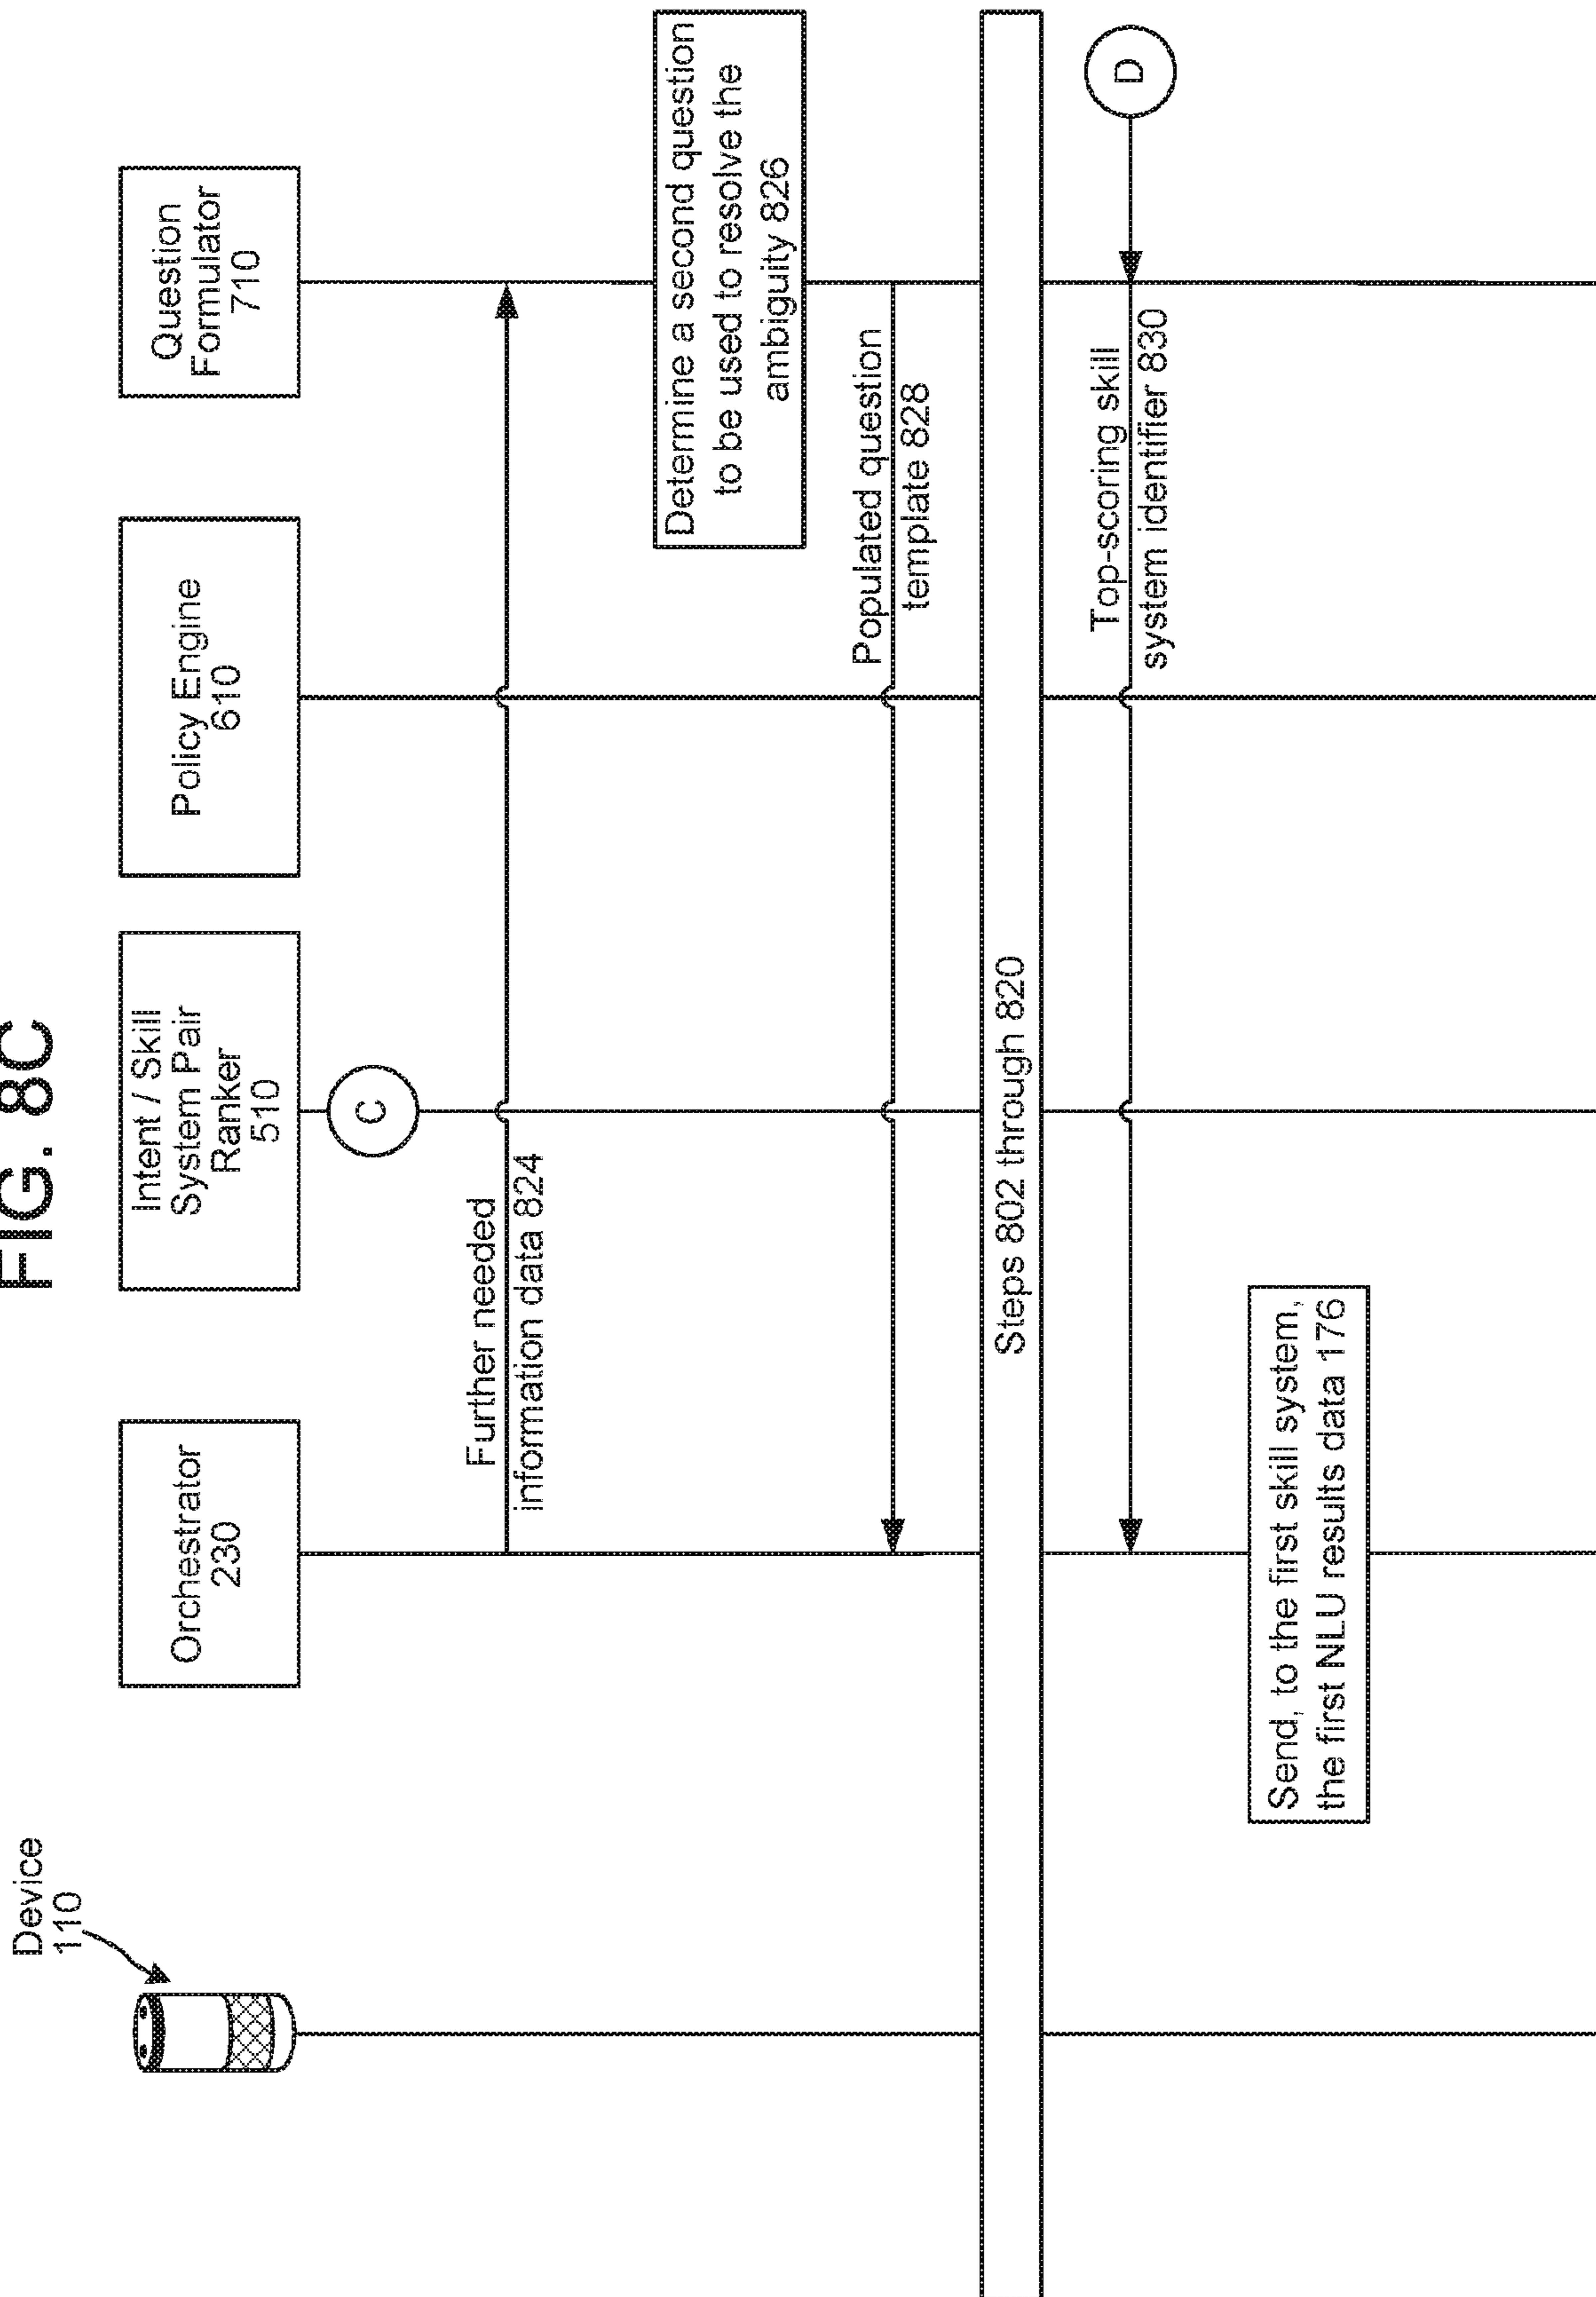 FIG. 8C
Device
110
Orchestrator
230
Intent / Skill
System Pair
Ranker
510
Policy Engine
610
Question
Formulator
710
C
Further needed
information data 824
Determine a second question
to be used to resolve the
ambiguity 826
Populated question
template 828
Steps 802 through 820
D
Top-scoring skill
system identifier 830
Send, to the first skill system,
the first NLU results data 176